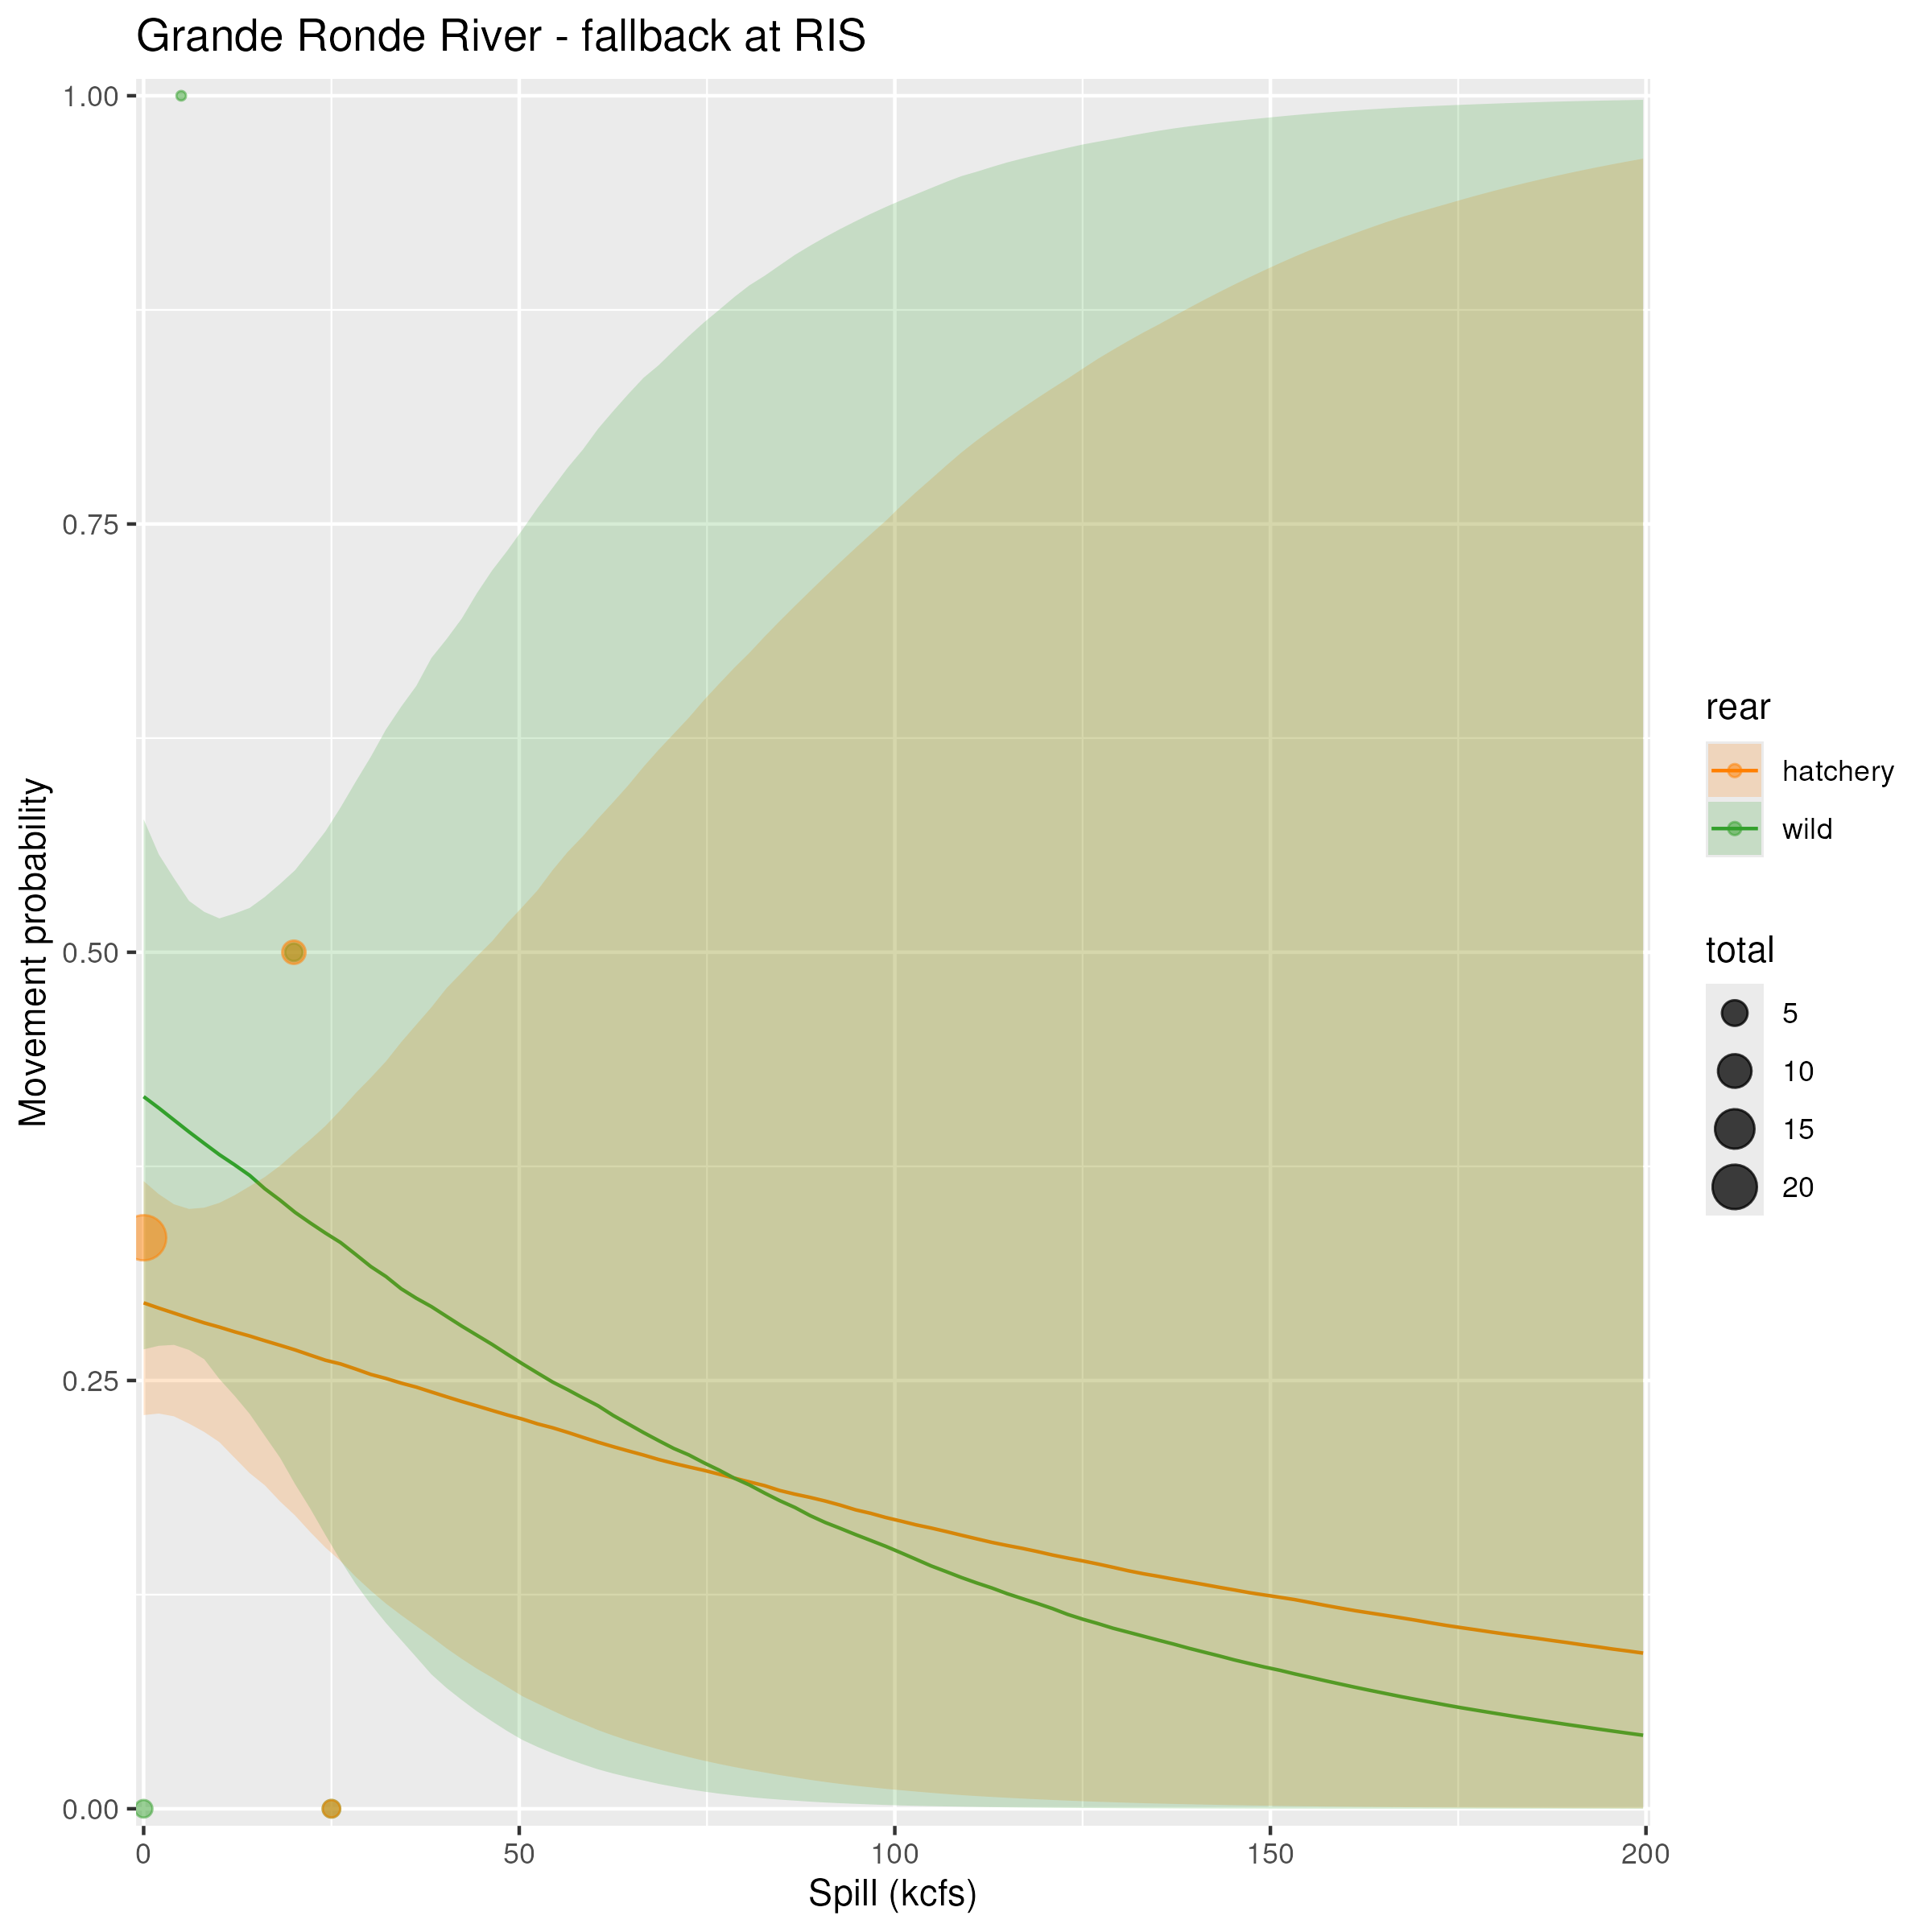 Grande Ronde River - fallback at RIS
Movement probability
1.00
0.75
0.50
0.25
0.00
0
50
100
150
200
Spill (kcfs)
rear
hatchery
wild
total
5
10
15
20